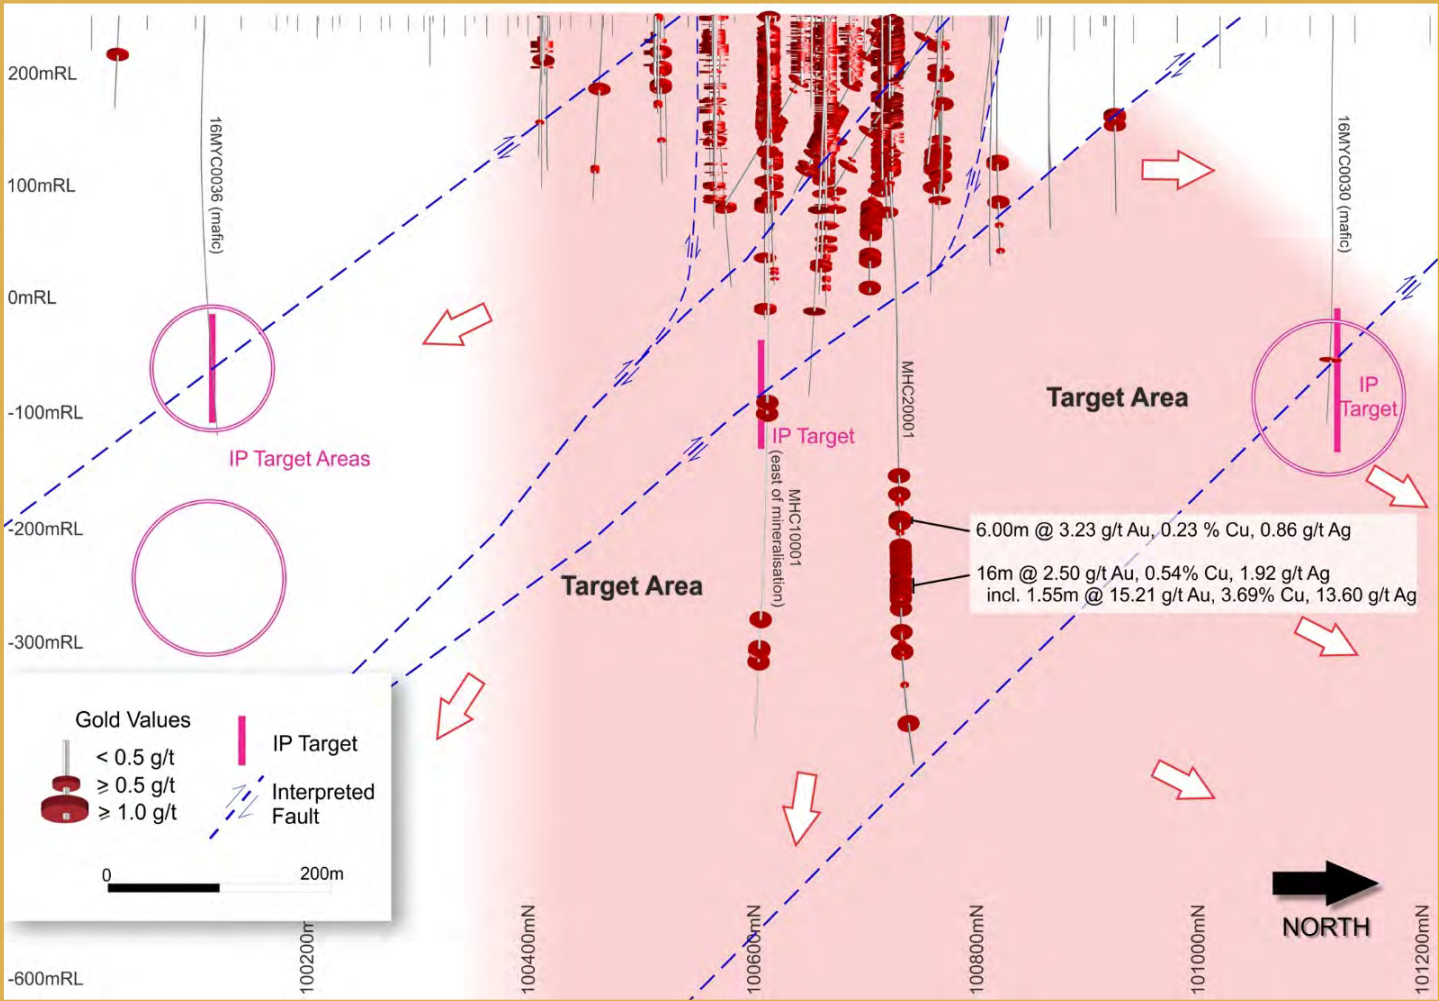 200mRL
100mRL
0mRL
-100mRL
-200mRL
-300mRL
-600mRL
16MYC0036 (mafic)
16MYC0030 (mafic)
MHC20001
MHC10001
(east of mineralisation)
IP Target Areas
IP Target
IP
Target
Target Area
Target Area
6.00m @ 3.23 g/t Au, 0.23 % Cu, 0.86 g/t Ag
16m @ 2.50 g/t Au, 0.54% Cu, 1.92 g/t Ag
incl. 1.55m @ 15.21 g/t Au, 3.69% Cu, 13.60 g/t Ag
Gold Values
< 0.5 g/t
⩾ 0.5 g/t
⩾ 1.0 g/t
IP Target
Interpreted
Fault
0 200m
NORTH
100200m
100400mN
100600mN
100800mN
101000mN
101200mN